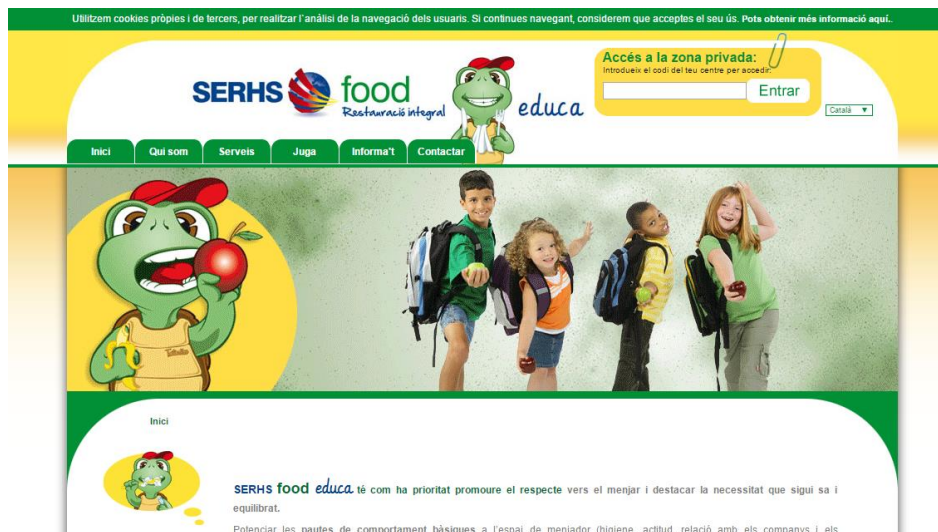 Utilitzem cookies pròpies i de tercers, per realitzar l'anàlisi de la navegació dels usuaris. Si continues navegant, considerem que acceptes el seu ús. Pots obtenir més informació aquí..
Accés a la zona privada:
Introdueix el codi del teu centre per accedir:
Entrar
Català ▼
SERHS food
Restauració integral
educa
Inici Qui som Serveis Juga Informa't Contactar
Inici
SERHS food educa té com ha prioritat promoure el respecte vers el menjar i destacar la necessitat que sigui sa i
equilibrat.
Potenciar les pautes de comportament bàsiques a l'espai de menjador (higiene, actitud, relació amb els companys i els